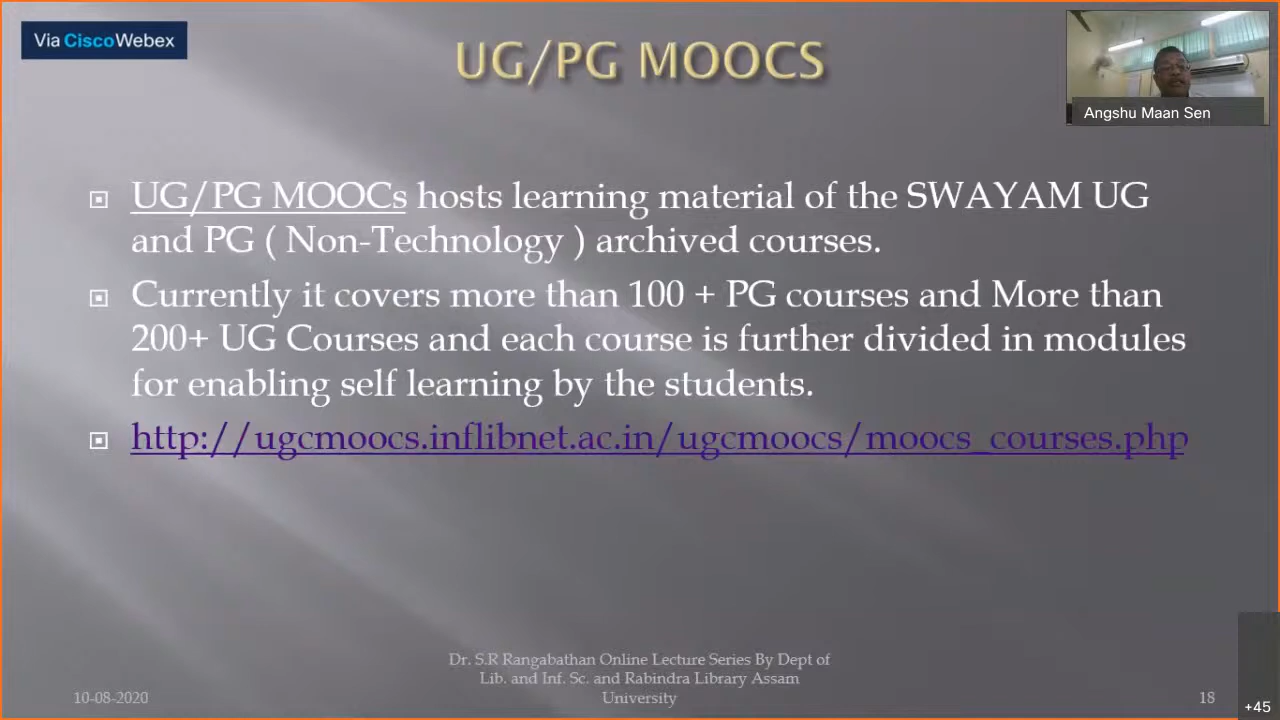 Via CiscoWebex
UG/PG MOOCS
Angshu Maan Sen
UG/PG MOOCs hosts learning material of the SWAYAM UG
and PG ( Non-Technology ) archived courses.
Currently it covers more than 100 + PG courses and More than
200+ UG Courses and each course is further divided in modules
for enabling self learning by the students.
http://ugcmoocs.inflibnet.ac.in/ugcmoocs/moocs_courses.php
Dr. S.R Rangabathan Online Lecture Series By Dept of
Lib. and Inf. Sc. and Rabindra Library Assam
University
10-08-2020
18
+45